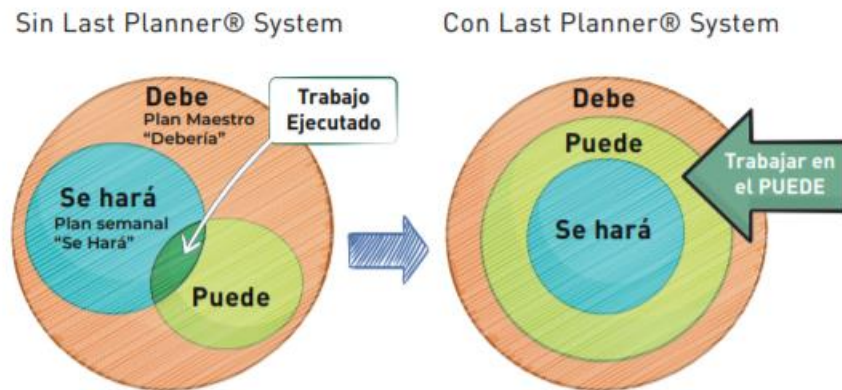 Sin Last Planner® System
Debe
Plan Maestro
“Debería”
Trabajo
Ejecutado
Se hará
Plan semanal
“Se Hará”
Puede
Con Last Planner® System
Debe
Puede
Se hará
Trabajar en
el PUEDE